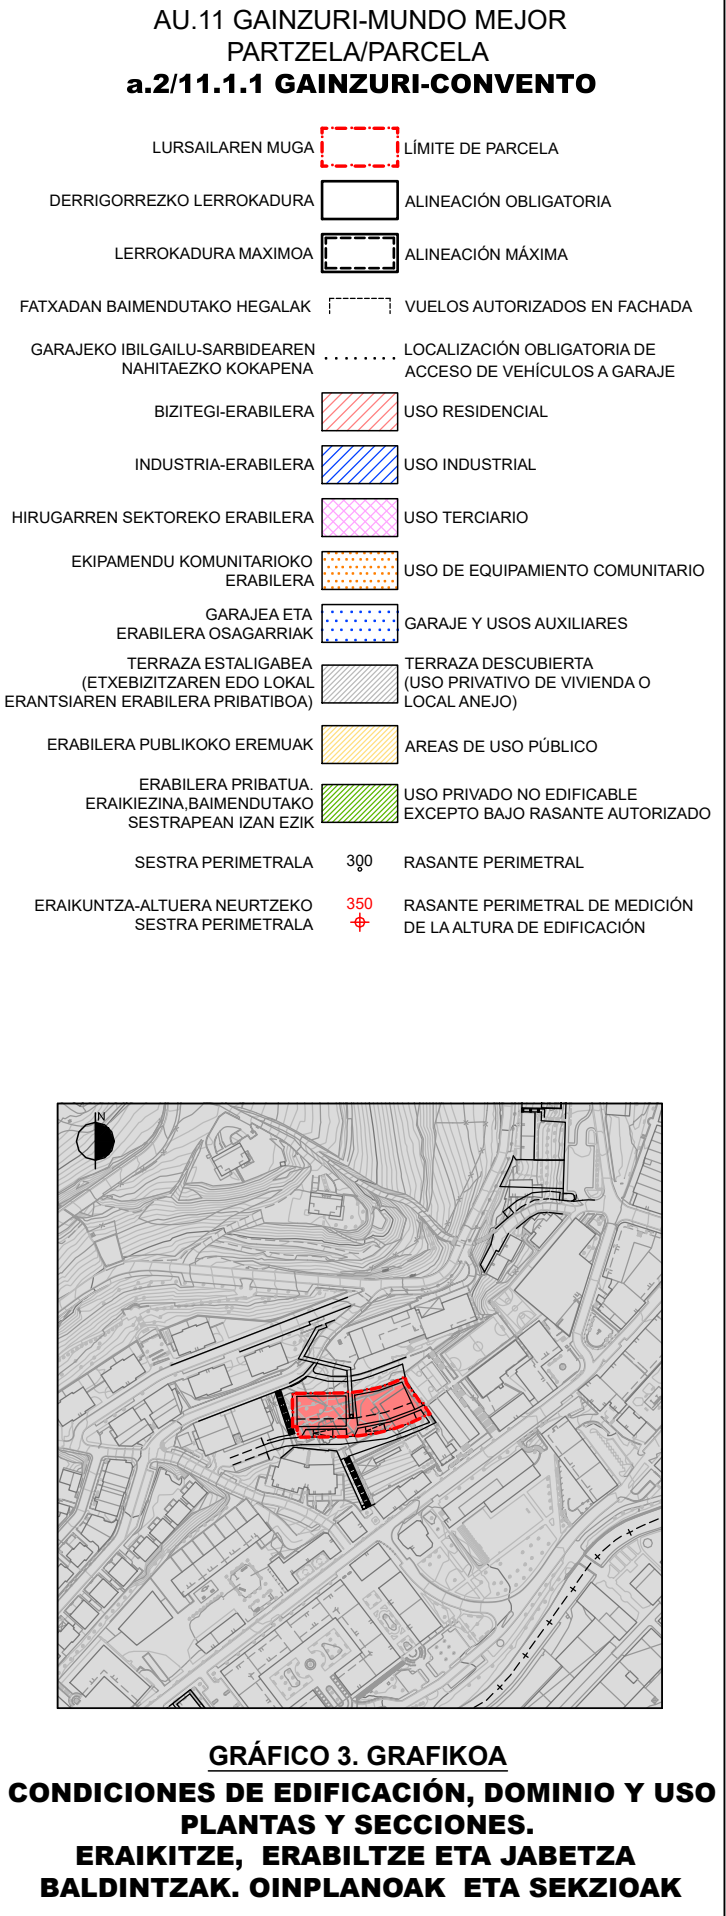 AU.11 GAINZURI-MUNDO MEJOR
PARTZELA/PARCELA
a.2/11.1.1 GAINZURI-CONVENTO
LURSAILAREN MUGA
LÍMITE DE PARCELA
DERRIGORREZKO LERROKADURA
ALINEACIÓN OBLIGATORIA
LERROKADURA MAXIMOA
ALINEACIÓN MÁXIMA
FATXADAN BAIMENDUTAKO HEGALAK
VUELOS AUTORIZADOS EN FACHADA
GARAJEKO IBILGAILU-SARBIDEAREN
NAHITAEZKO KOKAPENA
LOCALIZACIÓN OBLIGATORIA DE
ACCESO DE VEHÍCULOS A GARAJE
BIZITEGI-ERABILERA
USO RESIDENCIAL
INDUSTRIA-ERABILERA
USO INDUSTRIAL
HIRUGARREN SEKTOREKO ERABILERA
USO TERCIARIO
EKIPAMENDU KOMUNITARIOKO
ERABILERA
USO DE EQUIPAMIENTO COMUNITARIO
GARAJEA ETA
ERABILERA OSAGARRIAK
GARAJE Y USOS AUXILIARES
TERRAZA ESTALIGABEA
(ETXEBIZITZAREN EDO LOKAL
ERANTSIAREN ERABILERA PRIBATIBOA)
TERRAZA DESCUBIERTA
(USO PRIVATIVO DE VIVIENDA O
LOCAL ANEJO)
ERABILERA PUBLIKOKO EREMUAK
AREAS DE USO PÚBLICO
ERABILERA PRIBATUA.
ERAIKIEZINA,BAIMENDUTAKO
SESTRAPEAN IZAN EZIK
USO PRIVADO NO EDIFICABLE
EXCEPTO BAJO RASANTE AUTORIZADO
SESTRA PERIMETRALA
300
RASANTE PERIMETRAL
ERAIKUNTZA-ALTUERA NEURTZEKO
SESTRA PERIMETRALA
350
RASANTE PERIMETRAL DE MEDICIÓN
DE LA ALTURA DE EDIFICACIÓN
N
GRÁFICO 3. GRAFIKOA
CONDICIONES DE EDIFICACIÓN, DOMINIO Y USO
PLANTAS Y SECCIONES.
ERAIKITZE, ERABILTZE ETA JABETZA
BALDINTZAK. OINPLANOAK ETA SEKZIOAK